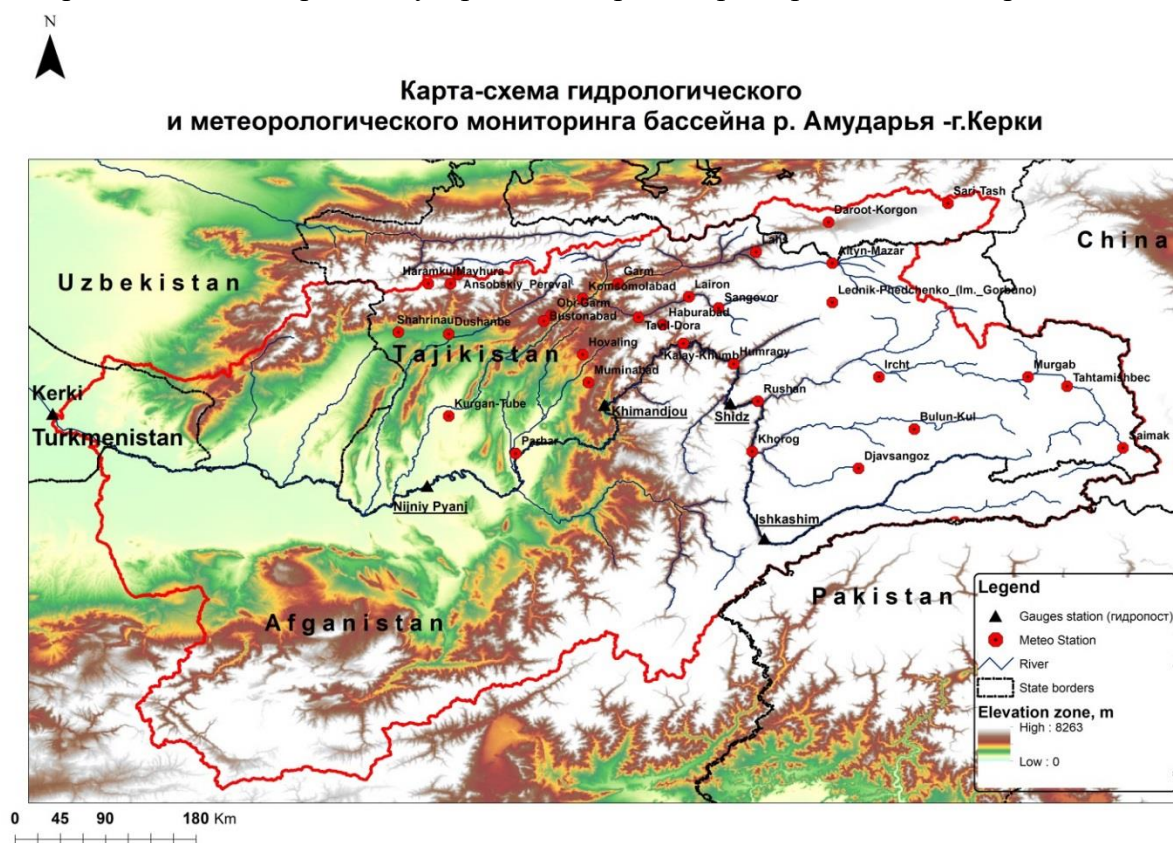 N
Карта-схема гидрологического
и метеорологического мониторинга бассейна р. Амударья -г.Керки
Sari-Tash
Daroot-Korgon
China
Lahs
Altyn-Mazar
Uzbekistan
Haramkul
Mayhura
Ansobskiy_Pereval
Garm
Komsomolabad
Lairon
Sangovor
Lednik-Phedchenko_(Im._Gorbano)
Obi-Garm
Bustonabad
Haburabad
Tavil-Dora
Shahrinau
Dushanbe
Tajikistan
Hovaling
Kalay-Khumb
Humragy
Muminabad
Ircht
Murgab
Tahtamishbec
Rushan
Kerki
Kurgan-Tube
Khimandjou
Shidz
Bulun-Kul
Turkmenistan
Parhar
Khorog
Saimak
Djavsangoz
Nijniy Pyanj
Ishkashim
Pakistan
Afganistan
Legend
Gauges station (гидропост)
Meteo Station
River
State borders
Elevation zone, m
High : 8263
Low : 0
0 45 90 180 Km